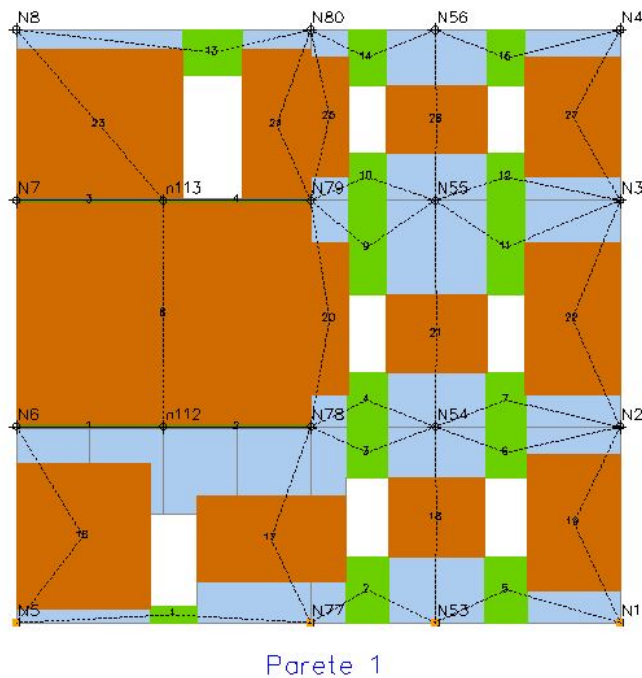 N8 N80 N56 N4
13 14 15
23 24 25 26 27
N7 n113 N79 N55 N3
3 4 10 12
9 11
8 20 21 22
N6 n112 N78 N54 N2
4 7
1 2 3 6
16 17 18 19
1 2 5
N5 N77 N53 N1
Parete 1